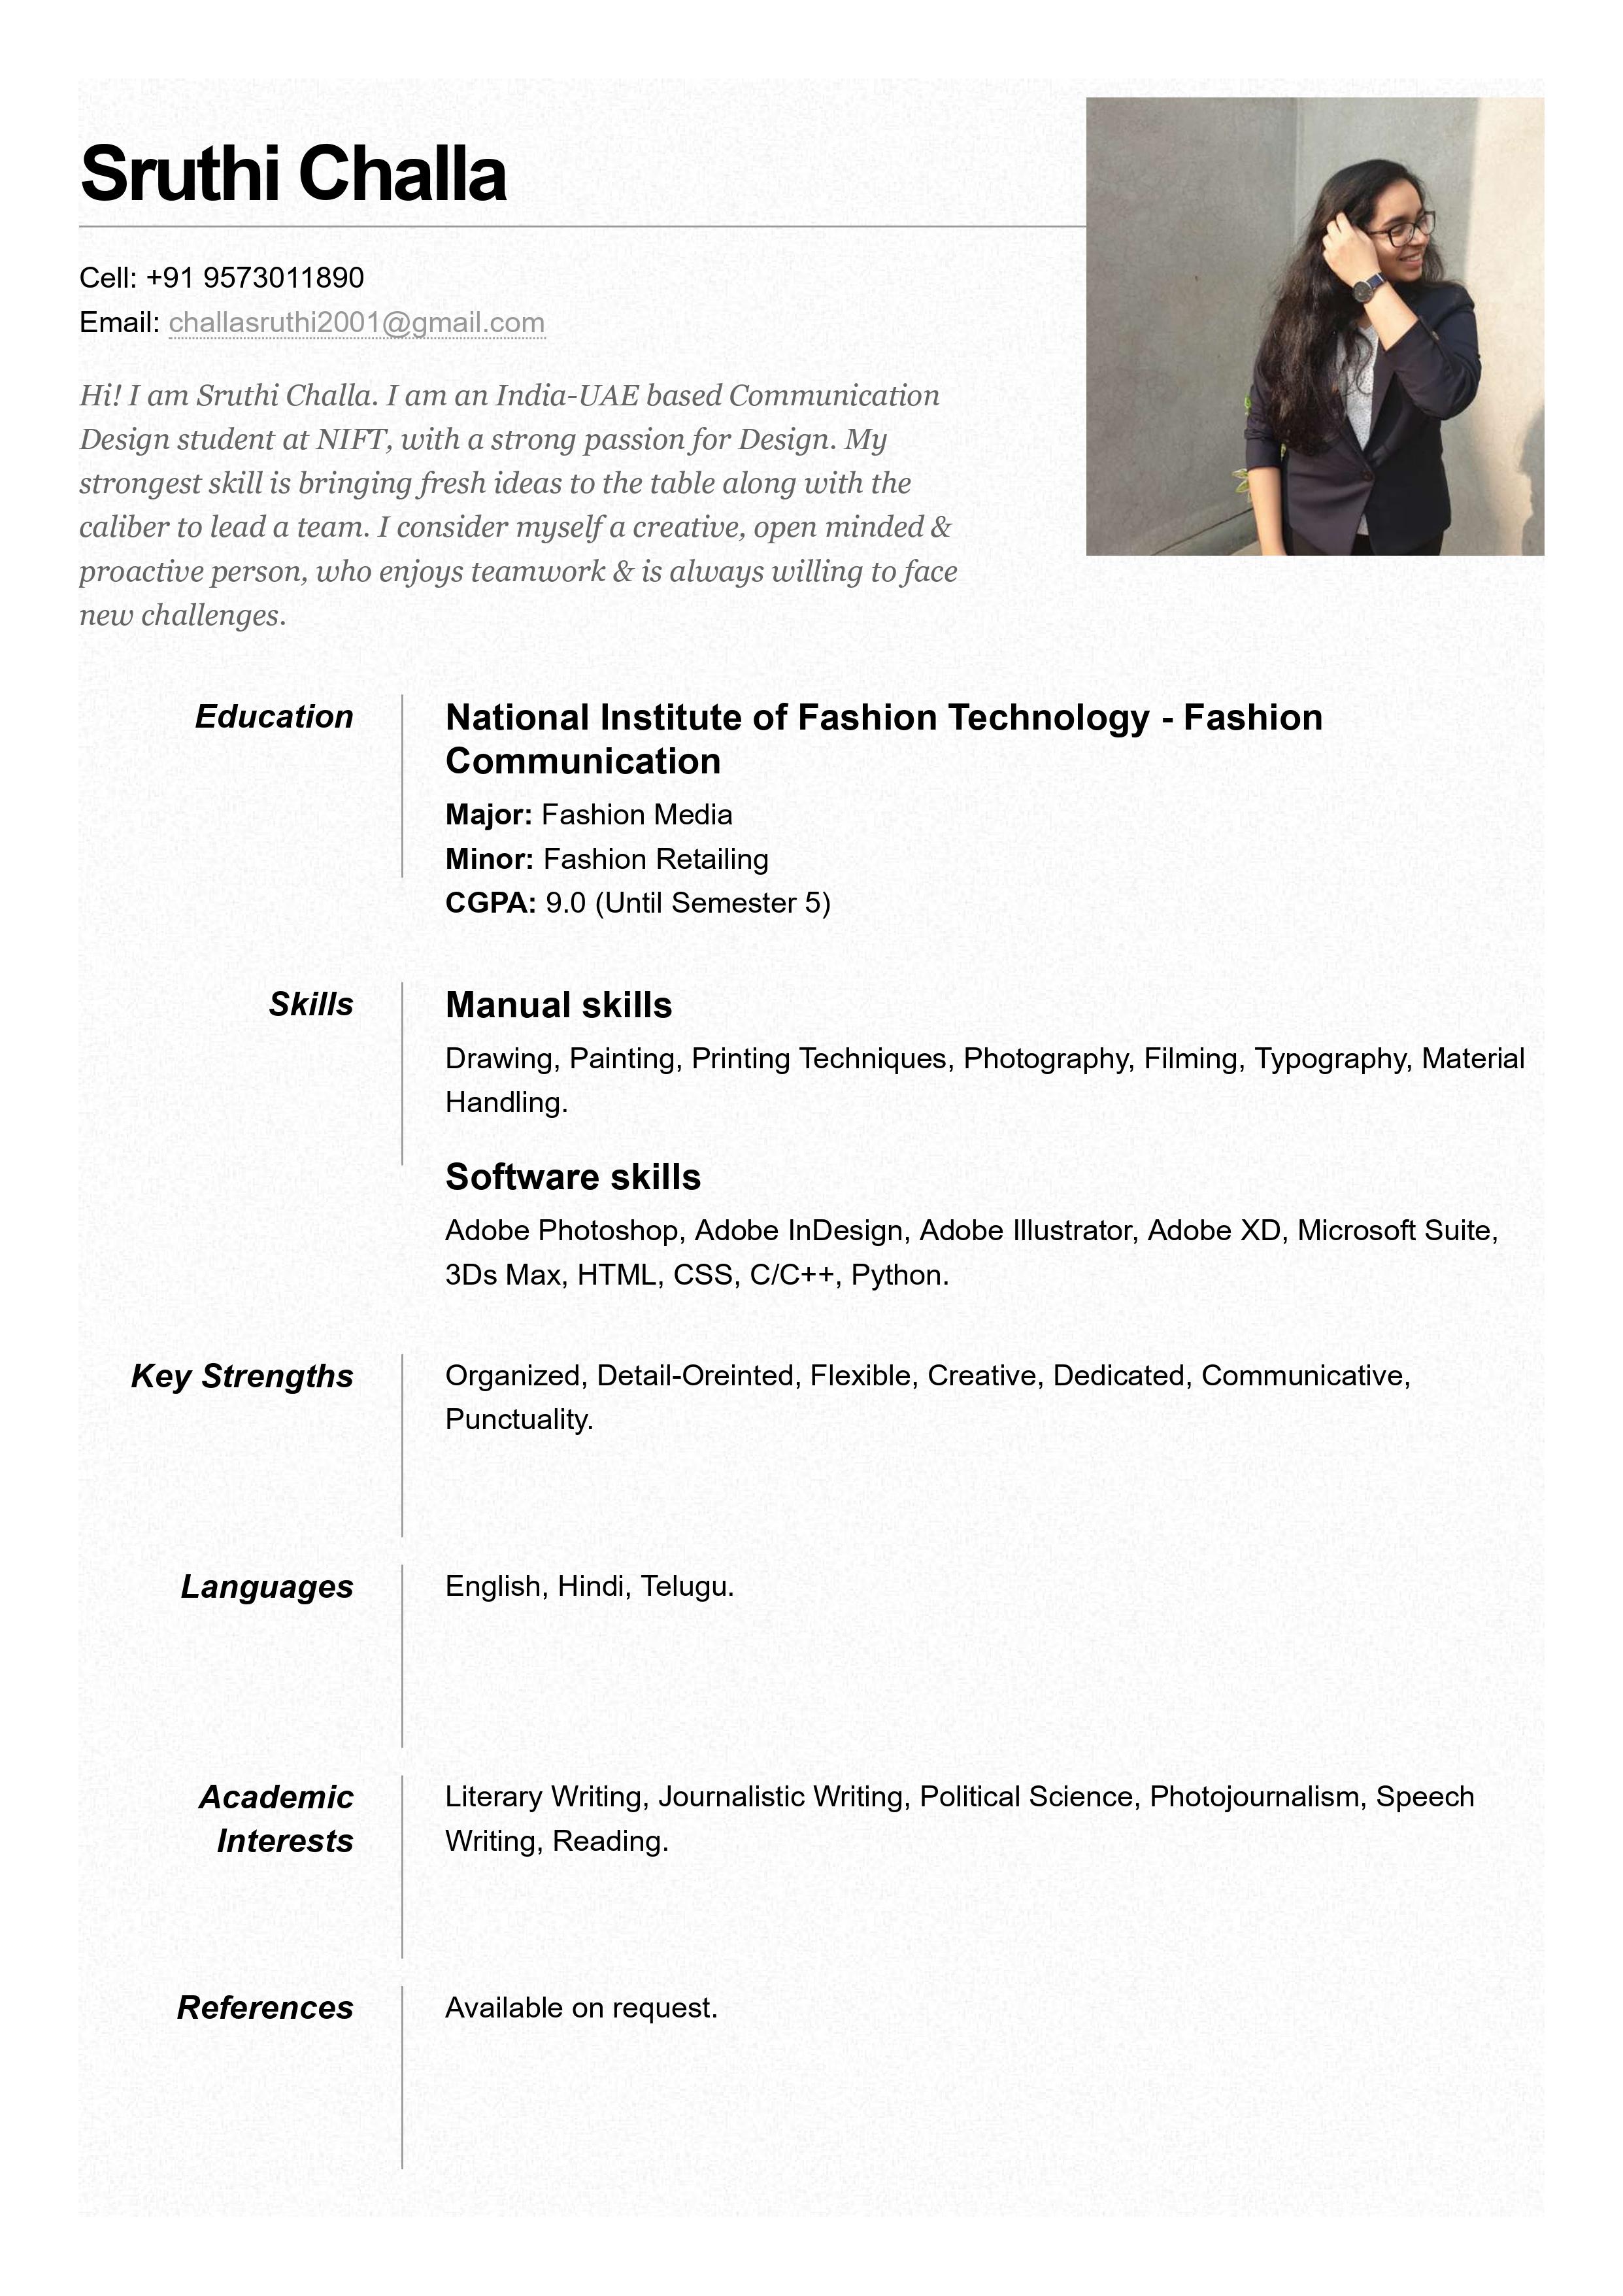 Sruthi Challa
Cell: +91 9573011890
Email: challasruthi2001@gmail.com
Hi! I am Sruthi Challa. I am an India-UAE based Communication
Design student at NIFT, with a strong passion for Design. My
strongest skill is bringing fresh ideas to the table along with the
caliber to lead a team. I consider myself a creative, open minded &
proactive person, who enjoys teamwork & is always willing to face
new challenges.
Education
National Institute of Fashion Technology - Fashion
Communication
Major: Fashion Media
Minor: Fashion Retailing
CGPA: 9.0 (Until Semester 5)
Skills
Manual skills
Drawing, Painting, Printing Techniques, Photography, Filming, Typography, Material
Handling.
Software skills
Adobe Photoshop, Adobe InDesign, Adobe Illustrator, Adobe XD, Microsoft Suite,
3Ds Max, HTML, CSS, C/C++, Python.
Key Strengths
Organized, Detail-Oreinted, Flexible, Creative, Dedicated, Communicative,
Punctuality.
Languages
English, Hindi, Telugu.
Academic
Interests
Literary Writing, Journalistic Writing, Political Science, Photojournalism, Speech
Writing, Reading.
References
Available on request.